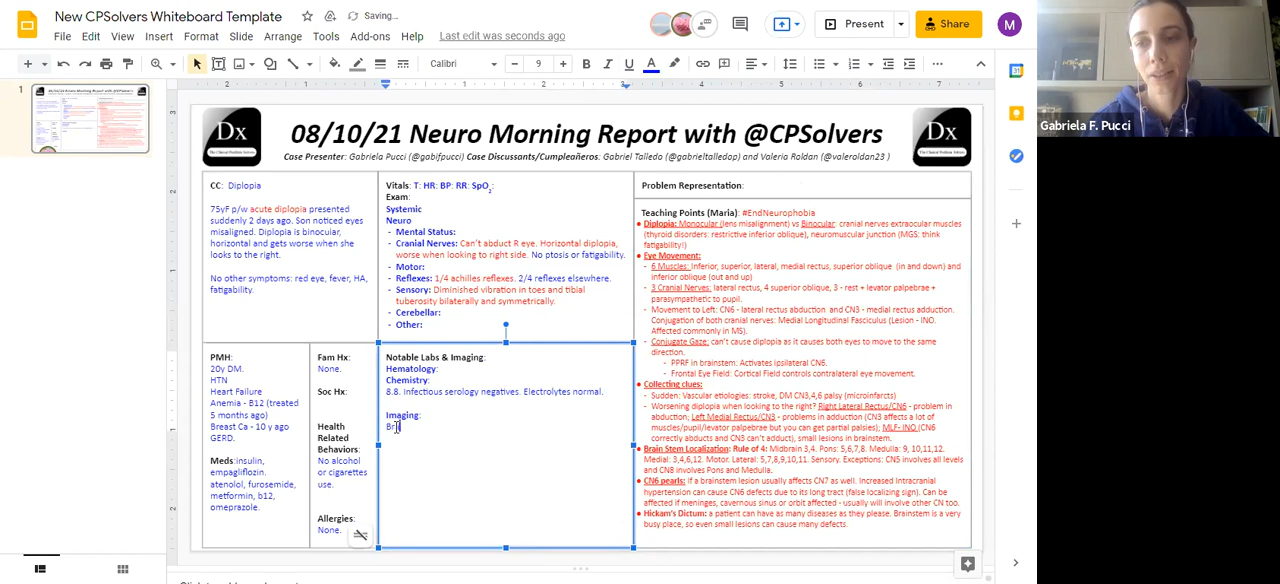 New CPSolvers Whiteboard Template
Saving...
File Edit View Insert Format Slide Arrange Tools Add-ons Help Last edit was seconds ago
Present
Share
M
Calibri
9
Gabriela F. Pucci
1
Dx
The Clinical Problem Solvers
08/10/21 Neuro Morning Report with @CPSolvers
Case Presenter: Gabriela Pucci (@gabifpucci) Case Discussants/Cumpleañeros: Gabriel Talledo (@gabrieltalledop) and Valeria Roldan (@valeroldan23 )
Dx
The Clinical Problem Solvers
CC: Diplopia
75yF p/w acute diplopia presented
suddenly 2 days ago. Son noticed eyes
misaligned. Diplopia is binocular,
horizontal and gets worse when she
looks to the right.
No other symptoms: red eye, fever, HA,
fatigability.
Vitals: T: HR: BP: RR: SpO2:
Exam:
Systemic
Neuro
- Mental Status:
- Cranial Nerves: Can't abduct R eye. Horizontal diplopia,
worse when looking to right side. No ptosis or fatigability.
- Motor:
- Reflexes: 1/4 achilles reflexes. 2/4 reflexes elsewhere.
- Sensory: Diminished vibration in toes and tibial
tuberosity bilaterally and symmetrically.
- Cerebellar:
- Other:
Problem Representation:
Teaching Points (Maria): #EndNeurophobia
● Diplopia: Monocular (lens misalignment) vs Binocular: cranial nerves extraocular muscles
(thyroid disorders: restrictive inferior oblique), neuromuscular junction (MGS: think
fatigability!)
● Eye Movement:
- 6 Muscles: Inferior, superior, lateral, medial rectus, superior oblique (in and down) and
inferior oblique (out and up)
- 3 Cranial Nerves: lateral rectus, 4 superior oblique, 3 - rest + levator palpebrae +
parasympathetic to pupil.
- Movement to Left: CN6 - lateral rectus abduction and CN3 - medial rectus adduction.
Conjugation of both cranial nerves: Medial Longitudinal Fasciculus (Lesion - INO.
Affected commonly in MS).
- Conjugate Gaze: can't cause diplopia as it causes both eyes to move to the same
direction.
- PPRF in brainstem: Activates ipsilateral CN6.
- Frontal Eye Field: Cortical Field controls contralateral eye movement.
● Collecting clues:
- Sudden: Vascular etiologies: stroke, DM CN3,4,6 palsy (microinfarcts)
- Worsening diplopia when looking to the right? Right Lateral Rectus/CN6 - problem in
abduction; Left Medial Rectus/CN3 - problems in adduction (CN3 affects a lot of
muscles/pupil/levator palpebrae but you can get partial palsies); MLF- INO (CN6
correctly abducts and CN3 can't adduct), small lesions in brainstem.
● Brain Stem Localization: Rule of 4: Midbrain 3,4. Pons: 5,6,7,8. Medulla: 9, 10,11,12.
Medial: 3,4,6,12. Motor. Lateral: 5,7,8,9,10,11. Sensory. Exceptions: CN5 involves all levels
and CN8 involves Pons and Medulla.
● CN6 pearls: If a brainstem lesion usually affects CN7 as well. Increased Intracranial
hypertension can cause CN6 defects due to its long tract (false localizing sign). Can be
affected if meninges, cavernous sinus or orbit affected - usually will involve other CN too.
● Hickam's Dictum: a patient can have as many diseases as they please. Brainstem is a very
busy place, so even small lesions can cause many defects.
PMH:
20y DM.
HTN
Heart Failure
Anemia - B12 (treated
5 months ago)
Breast Ca - 10 y ago
GERD.
Meds:insulin,
empagliflozin.
atenolol, furosemide,
metformin, b12,
omeprazole.
Fam Hx:
None.
Soc Hx:
Health
Related
Behaviors:
No alcohol
or cigarettes
use.
Allergies:
None.
Notable Labs & Imaging:
Hematology:
Chemistry:
8.8. Infectious serology negatives. Electrolytes normal.
Imaging: